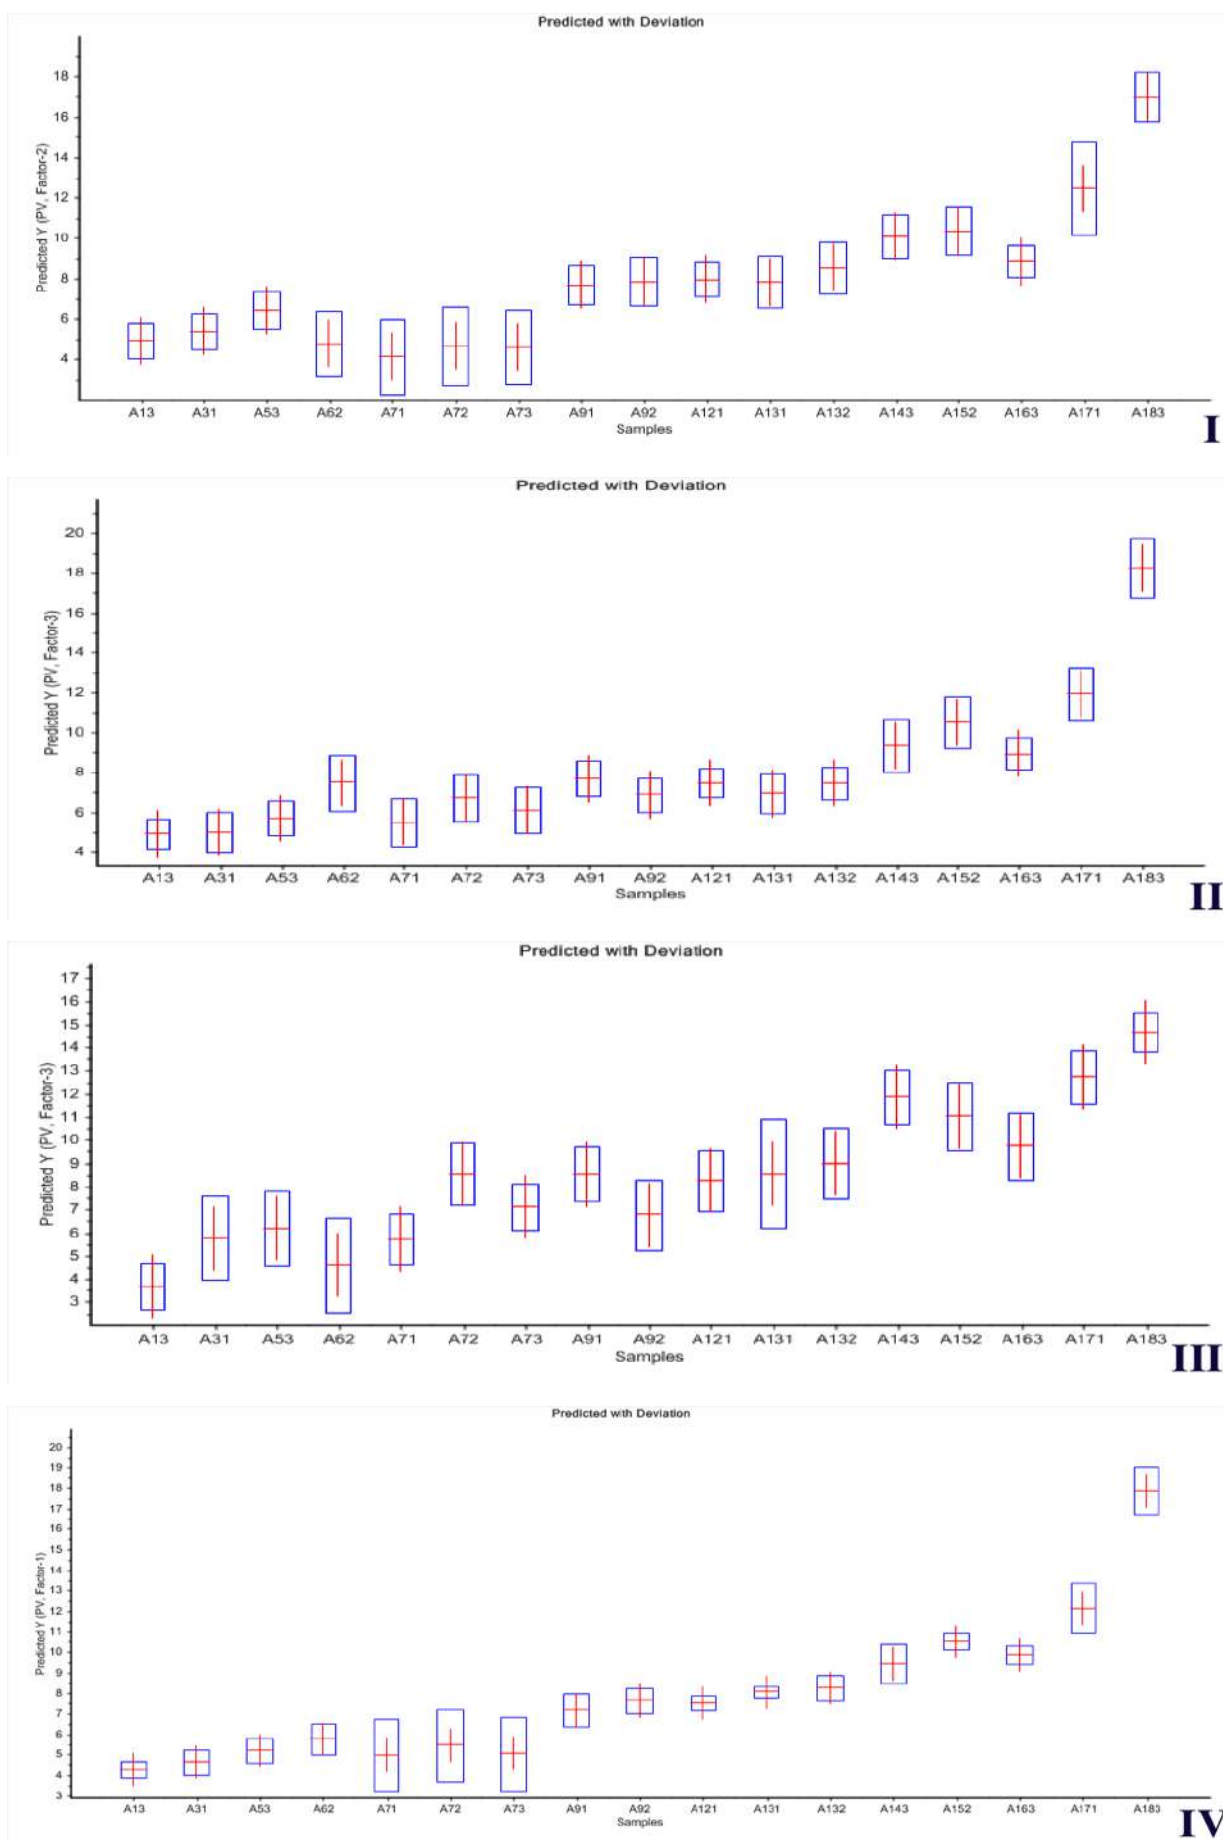 Predicted with Deviation
Predicted Y (PV, Factor-2)
18
16
14
12
10
8
6
4
A13 A31 A53 A62 A71 A72 A73 A91 A92 A121 A131 A132 A143 A152 A163 A171 A183
Samples
I
Predicted with Deviation
Predicted Y (PV, Factor-3)
20
18
16
14
12
10
8
6
4
A13 A31 A53 A62 A71 A72 A73 A91 A92 A121 A131 A132 A143 A152 A163 A171 A183
Samples
II
Predicted with Deviation
Predicted Y (PV, Factor-3)
17
16
15
14
13
12
11
10
9
8
7
6
5
4
3
A13 A31 A53 A62 A71 A72 A73 A91 A92 A121 A131 A132 A143 A152 A163 A171 A183
Samples
III
Predicted with Deviation
Predicted Y (PV, Factor-1)
20
19
18
17
16
15
14
13
12
11
10
9
8
7
6
5
4
3
A13 A31 A53 A62 A71 A72 A73 A91 A92 A121 A131 A132 A143 A152 A163 A171 A183
Samples
IV